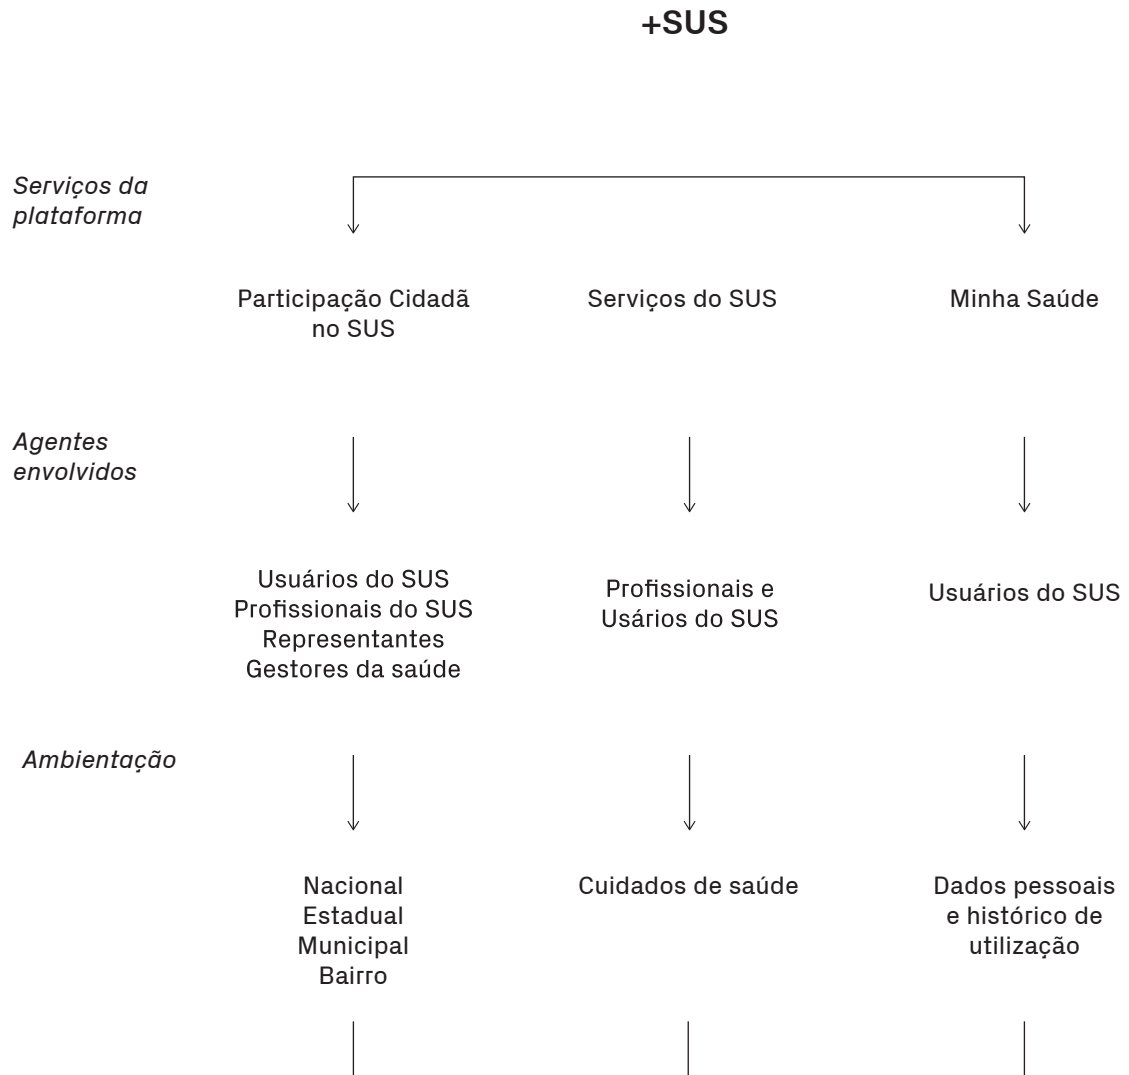 +SUS
Serviços da
plataforma
Participação Cidadã
no SUS
Serviços do SUS
Minha Saúde
Agentes
envolvidos
Usuários do SUS
Profissionais do SUS
Representantes
Gestores da saúde
Profissionais e
Usários do SUS
Usuários do SUS
Ambientação
Nacional
Estadual
Municipal
Bairro
Cuidados de saúde
Dados pessoais
e histórico de
utilização